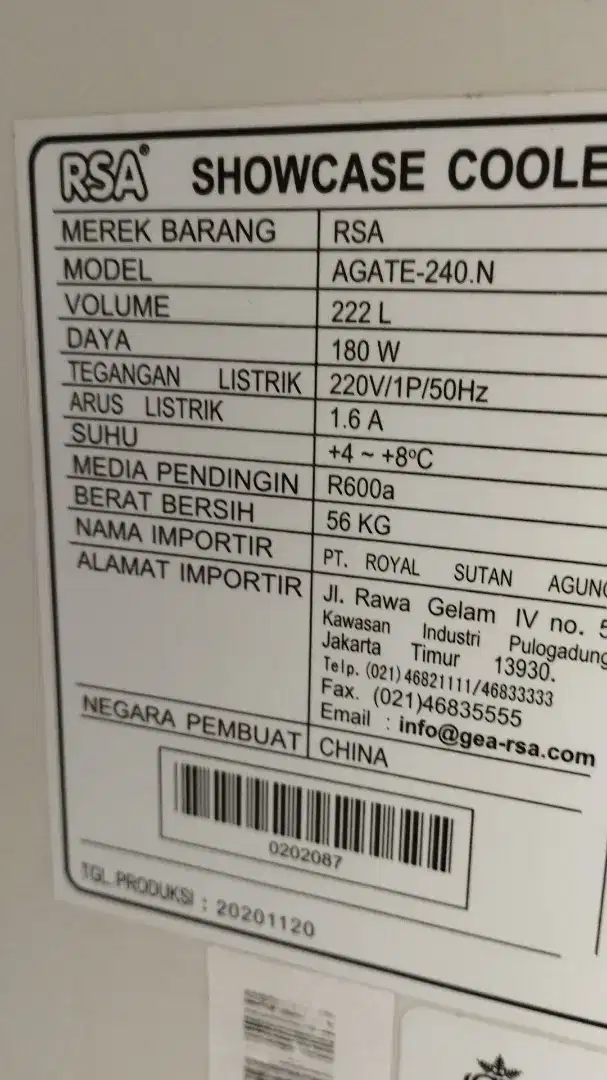 RSA® SHOWCASE COOLE
MEREK BARANG RSA
MODEL AGATE-240.N
VOLUME 222 L
DAYA 180 W
TEGANGAN LISTRIK 220V/1P/50Hz
ARUS LISTRIK 1.6 A
SUHU +4 ~ +8ºC
MEDIA PENDINGIN R600a
BERAT BERSIH 56 KG
NAMA IMPORTIR PT. ROYAL SUTAN AGUNG
ALAMAT IMPORTIR Jl. Rawa Gelam IV no. 5
Kawasan Industri Pulogadung
Jakarta Timur 13930.
Telp. (021)46821111/46833333
Fax. (021)46835555
Email : info@gea-rsa.com
NEGARA PEMBUAT CHINA
0202087
TGL.PRODUKSI : 20201120